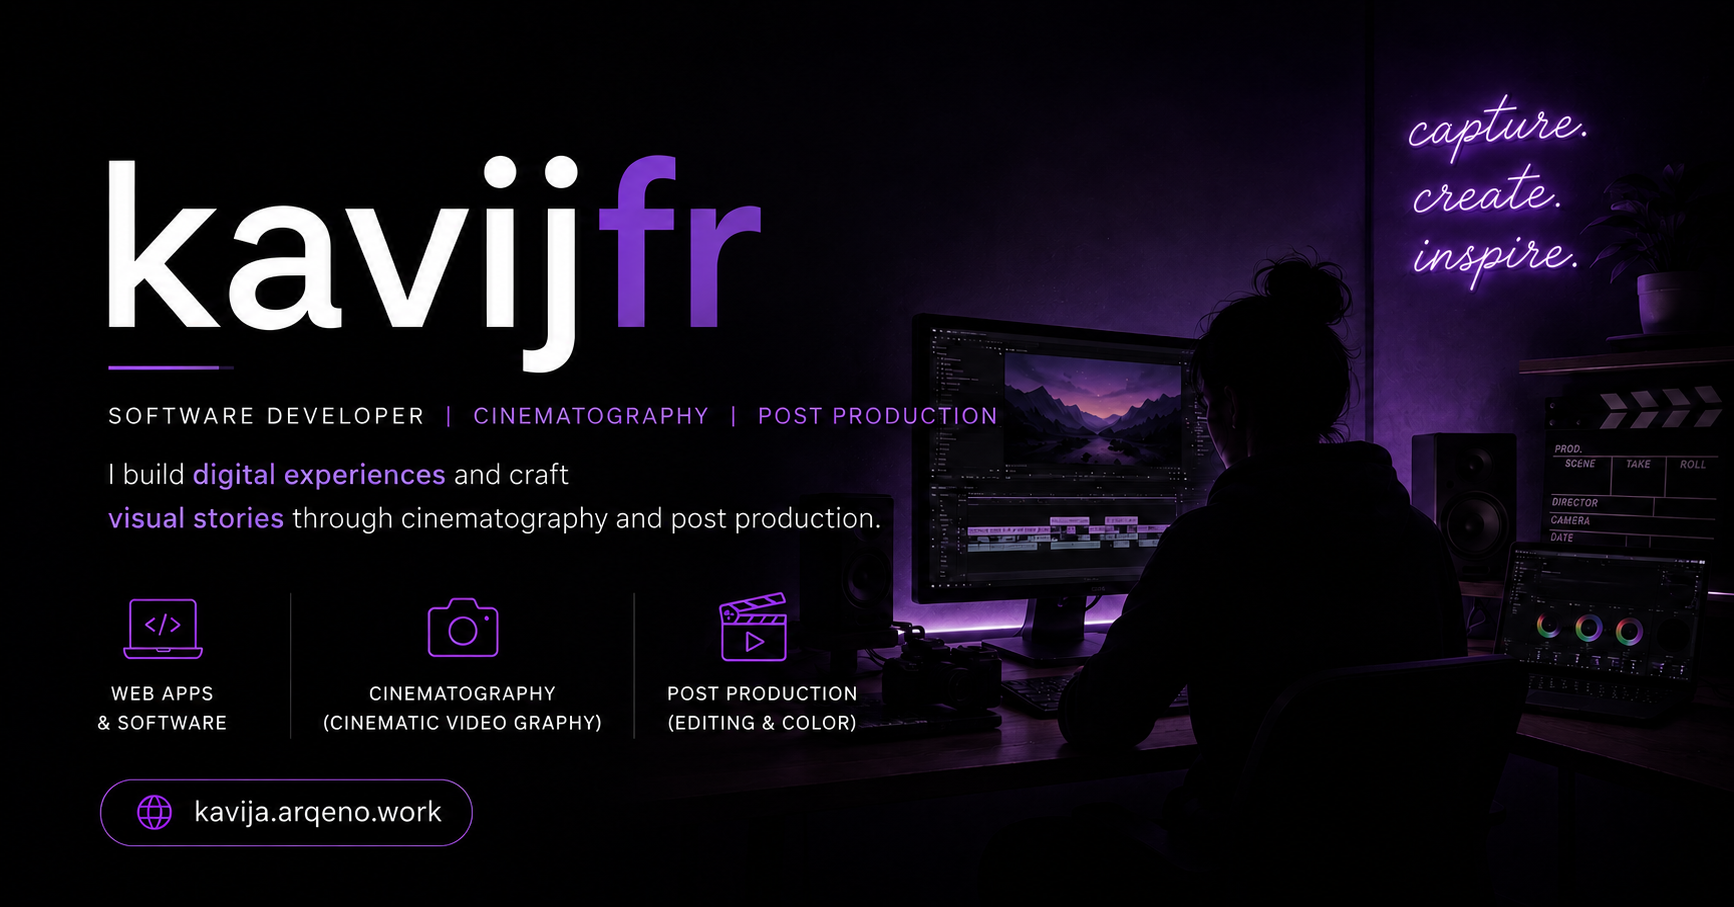 kavijfr
SOFTWARE DEVELOPER | CINEMATOGRAPHY | POST PRODUCTION
I build digital experiences and craft
visual stories through cinematography and post production.
WEB APPS
& SOFTWARE
CINEMATOGRAPHY
(CINEMATIC VIDEO GRAPHY)
POST PRODUCTION
(EDITING & COLOR)
kavija.arqeno.work
capture.
create.
inspire.
PROD.
SCENE TAKE ROLL
DIRECTOR
CAMERA
DATE